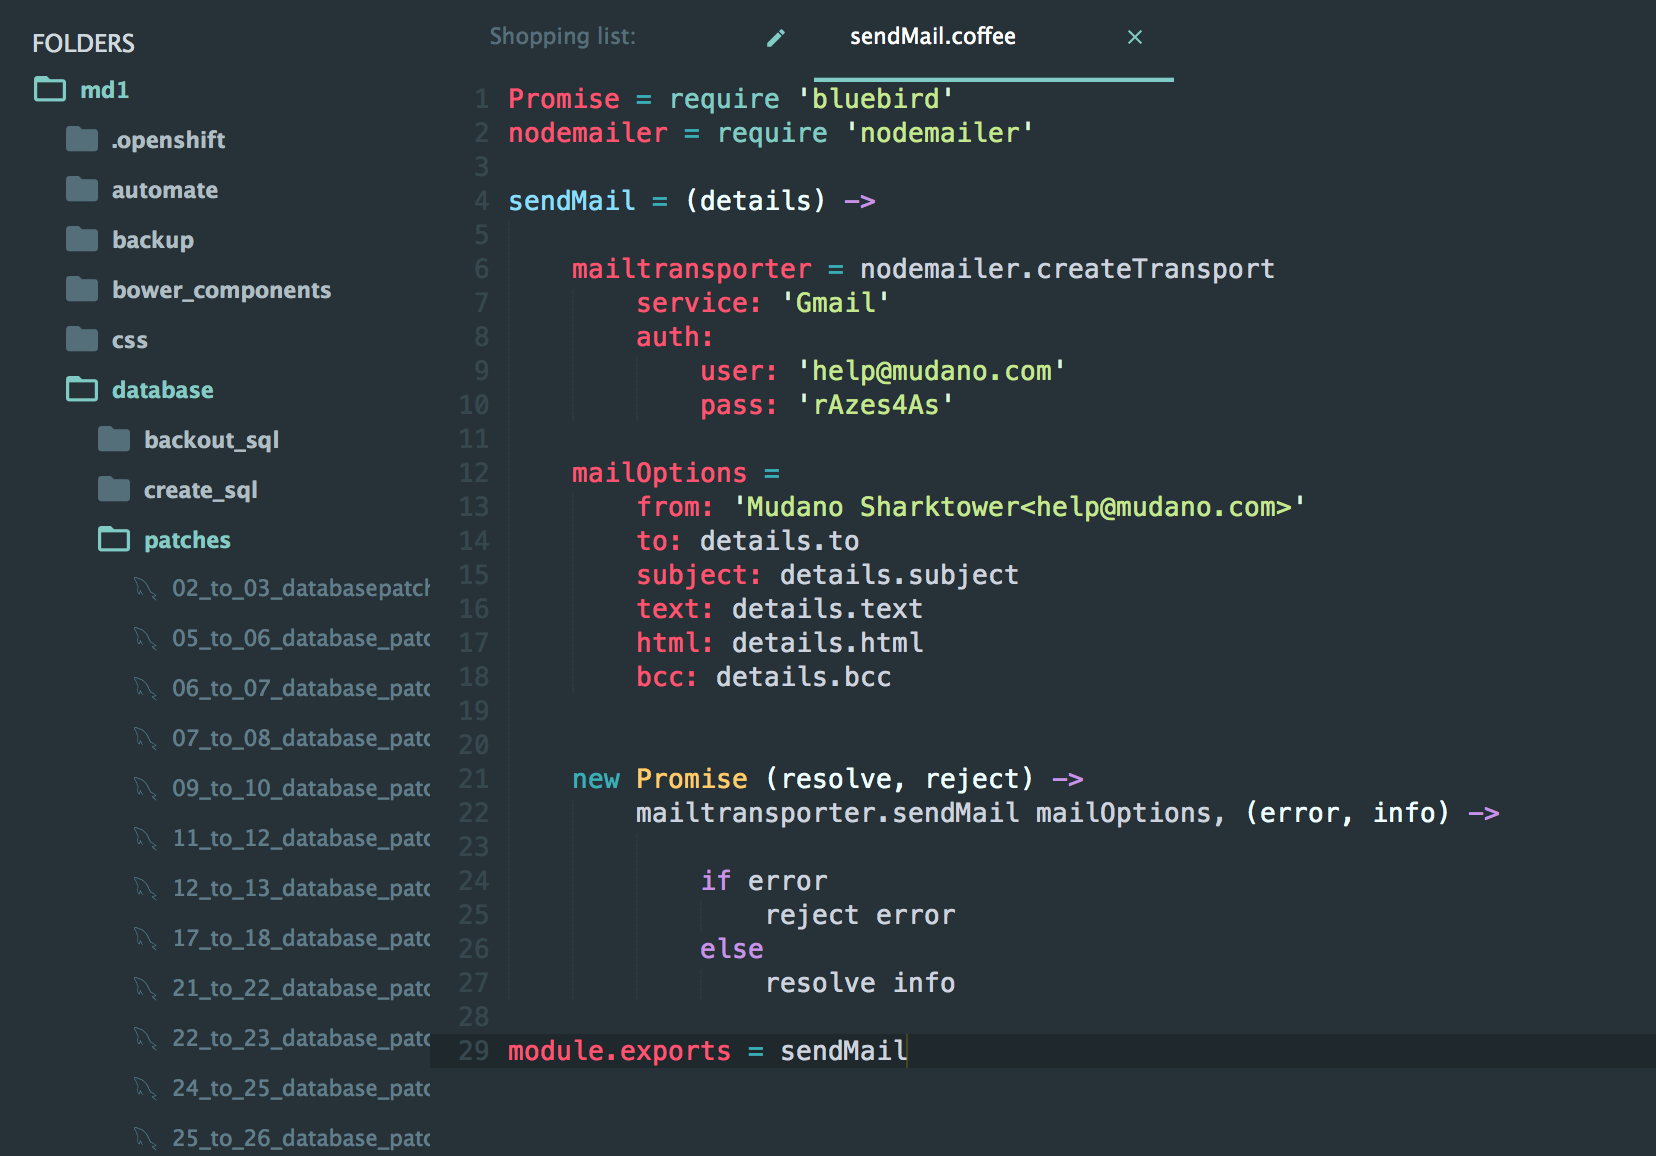 FOLDERS
md1
.openshift
automate
backup
bower_components
css
database
backout_sql
create_sql
patches
02_to_03_databasepatch
05_to_06_database_patc
06_to_07_database_patc
07_to_08_database_patc
09_to_10_database_patc
11_to_12_database_patc
12_to_13_database_patc
17_to_18_database_patc
21_to_22_database_patc
22_to_23_database_patc
24_to_25_database_patc
25_to_26_database_patc
Shopping list:
sendMail.coffee
1 Promise = require 'bluebird'
2 nodemailer = require 'nodemailer'
3
4 sendMail = (details) ->
5
6     mailtransporter = nodemailer.createTransport
7         service: 'Gmail'
8         auth:
9             user: 'help@mudano.com'
10             pass: 'rAzes4As'
11
12     mailOptions =
13         from: 'Mudano Sharktower<help@mudano.com>'
14         to: details.to
15         subject: details.subject
16         text: details.text
17         html: details.html
18         bcc: details.bcc
19
20
21     new Promise (resolve, reject) ->
22         mailtransporter.sendMail mailOptions, (error, info) ->
23
24             if error
25                 reject error
26             else
27                 resolve info
28
29 module.exports = sendMail